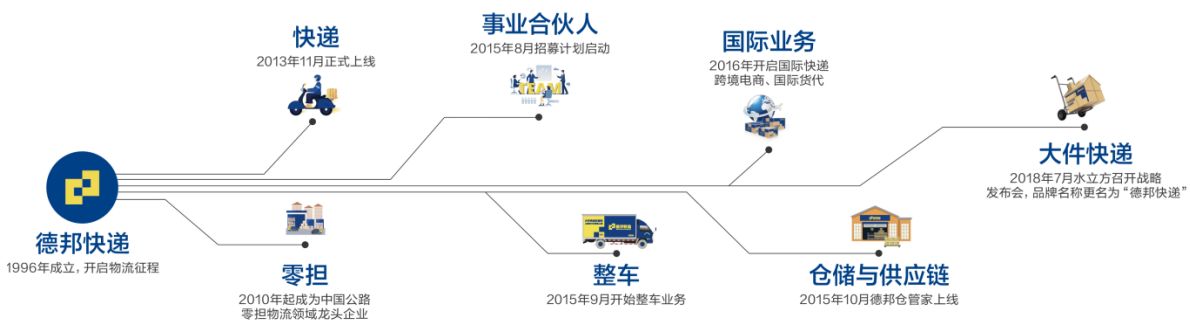 快递
2013年11月正式上线
事业合伙人
2015年8月招募计划启动
TEAM
国际业务
2016年开启国际快递
跨境电商、国际货代
大件快递
2018年7月水立方召开战略
发布会，品牌名称更名为“德邦快递”
德邦快递
1996年成立，开启物流征程
零担
2010年起成为中国公路
零担物流领域龙头企业
整车
2015年9月开始整车业务
仓储与供应链
2015年10月德邦仓管家上线